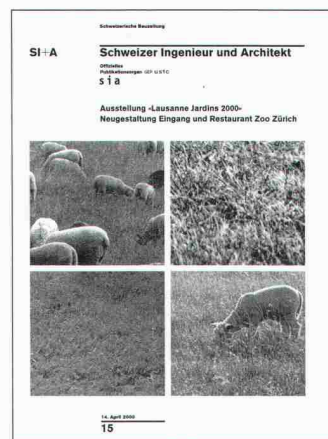 Schweizerische Bauzeitung
SI+A
Schweizer Ingenieur und Architekt
Offizielles
Publikationsorgan
sia
Ausstellung «Lausanne Jardins 2000»
Neugestaltung Eingang und Restaurant Zoo Zürich
14. April 2000
15